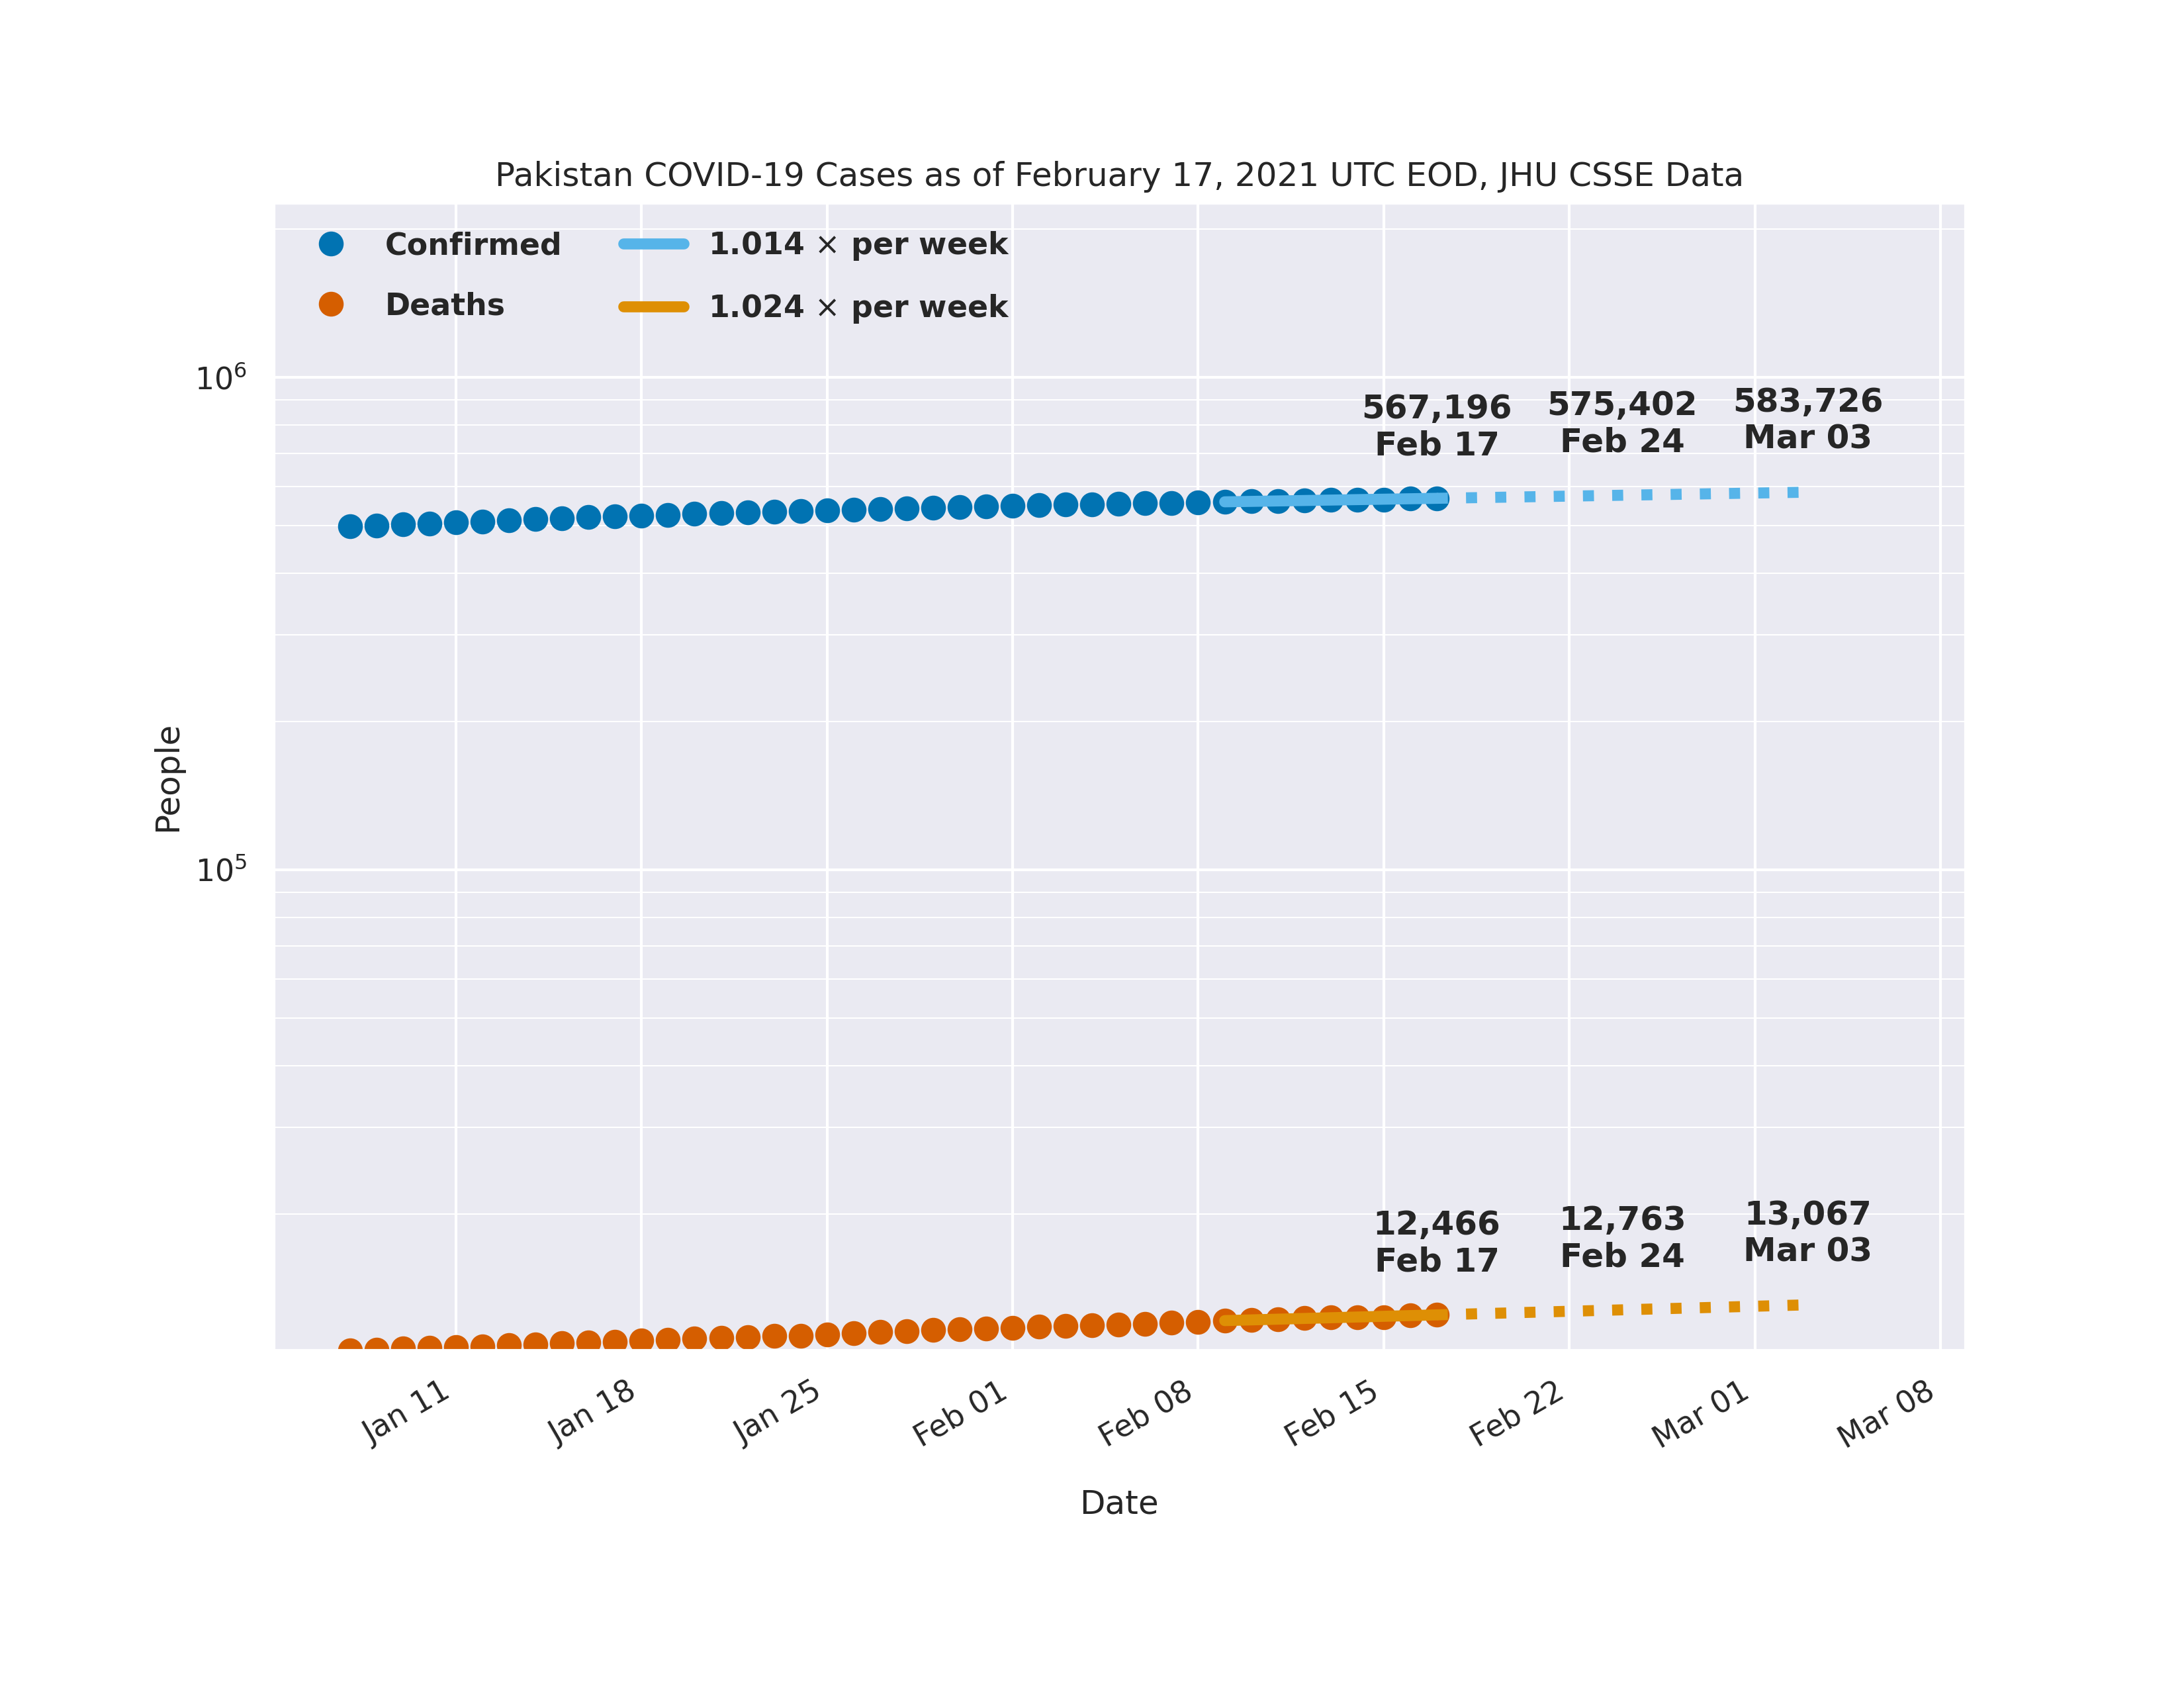 Pakistan COVID-19 Cases as of February 17, 2021 UTC EOD, JHU CSSE Data
Confirmed
Deaths
1.014 × per week
1.024 × per week
People
10⁶
10⁵
567,196
Feb 17
575,402
Feb 24
583,726
Mar 03
12,466
Feb 17
12,763
Feb 24
13,067
Mar 03
Jan 11
Jan 18
Jan 25
Feb 01
Feb 08
Feb 15
Feb 22
Mar 01
Mar 08
Date